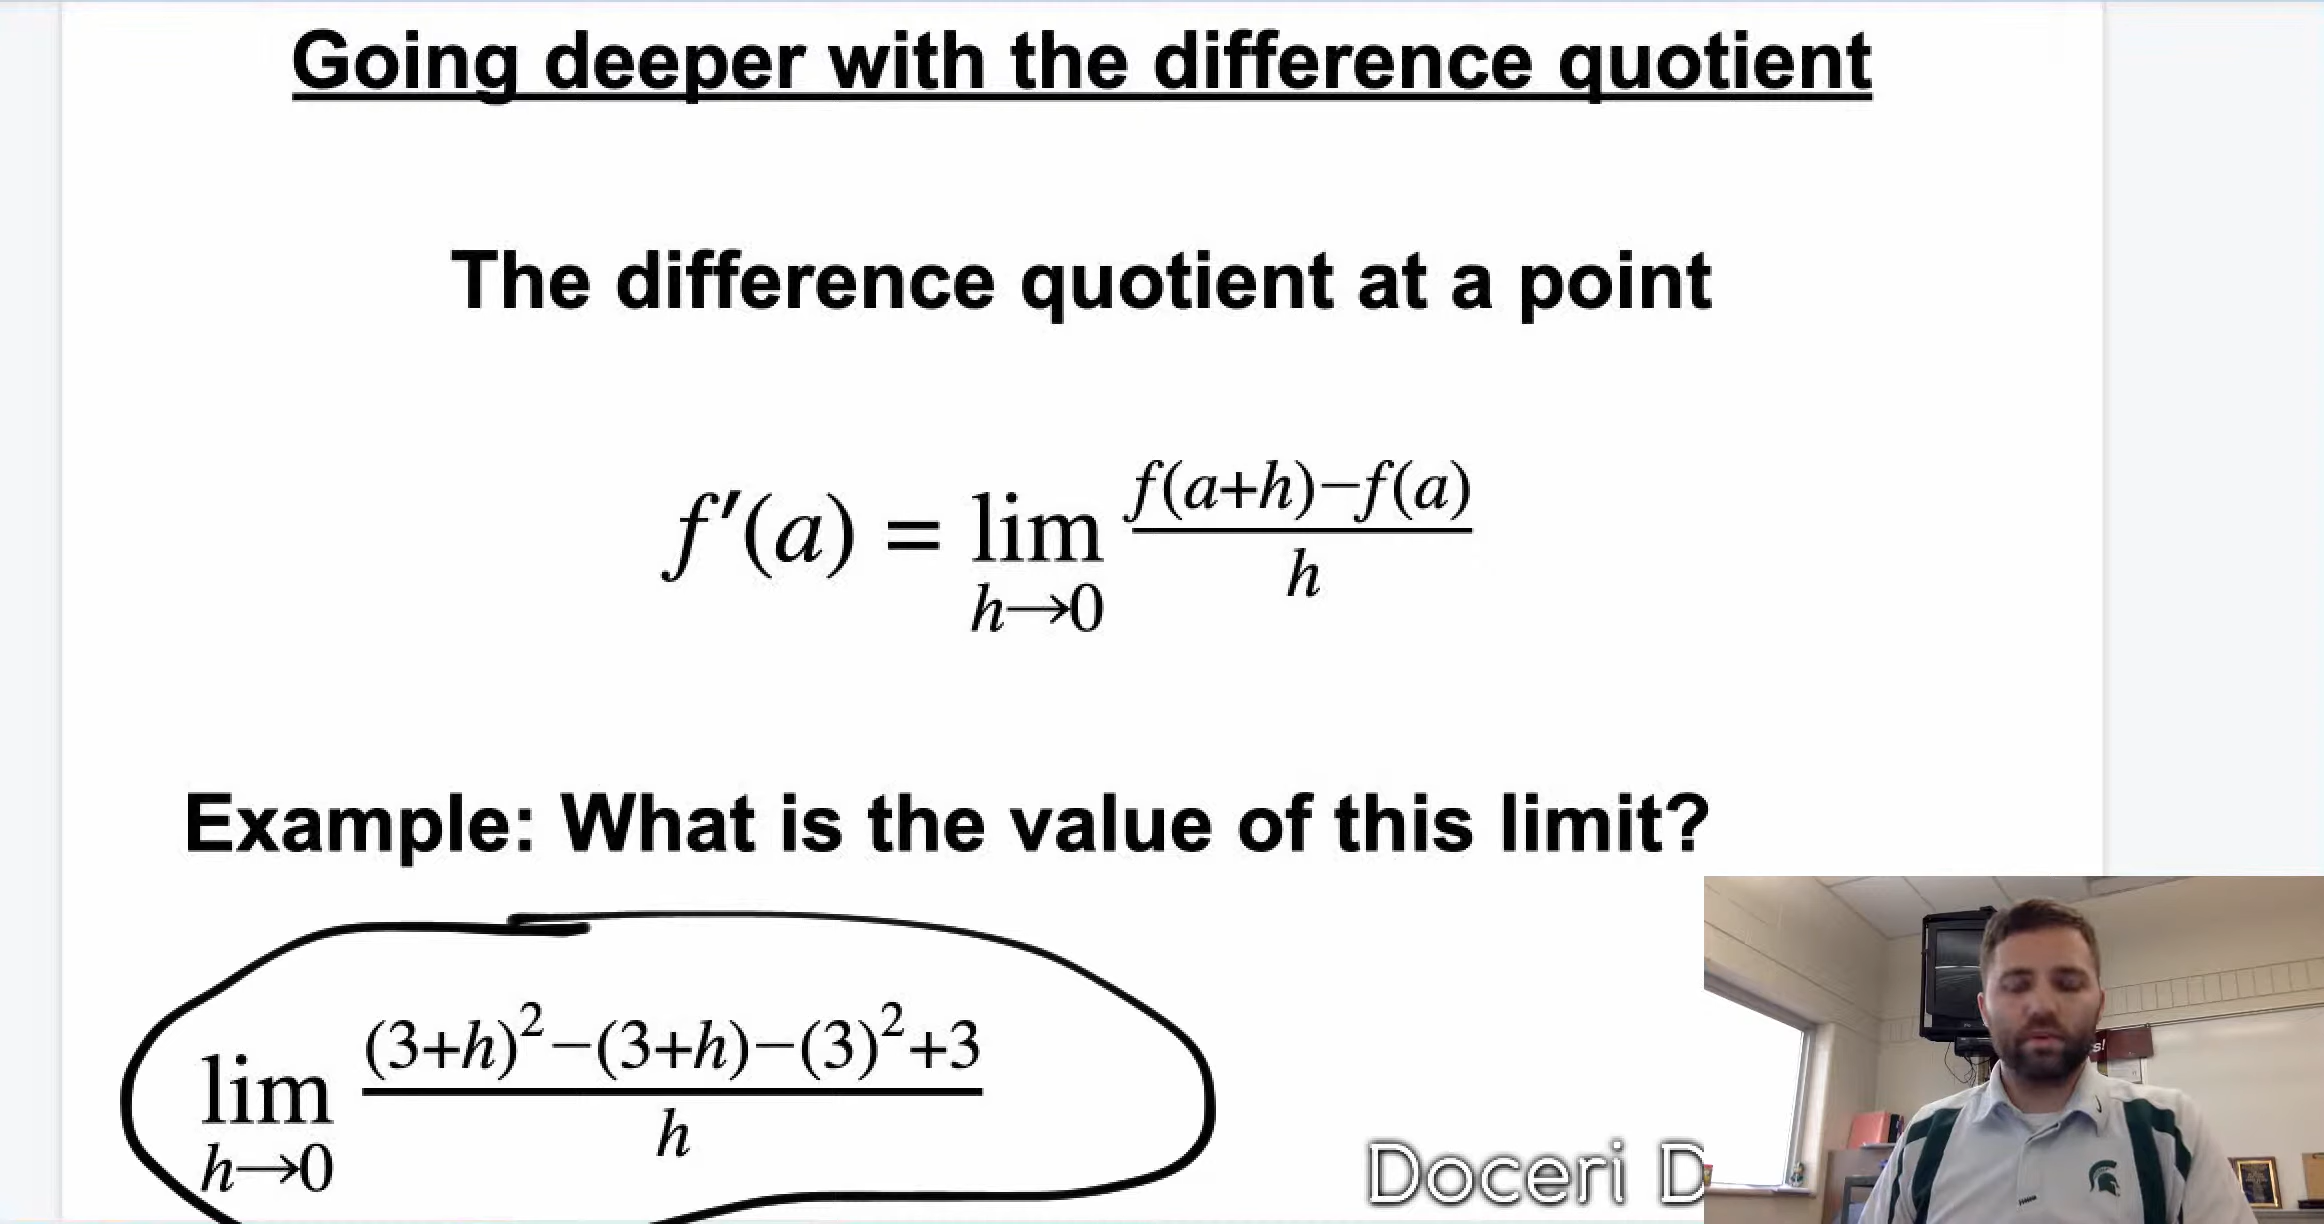 Going deeper with the difference quotient
The difference quotient at a point
f′(a) = lim h→0 f(a+h)−f(a) / h
Example: What is the value of this limit?
lim h→0 (3+h)²−(3+h)−(3)²+3 / h
Doceri D
s!